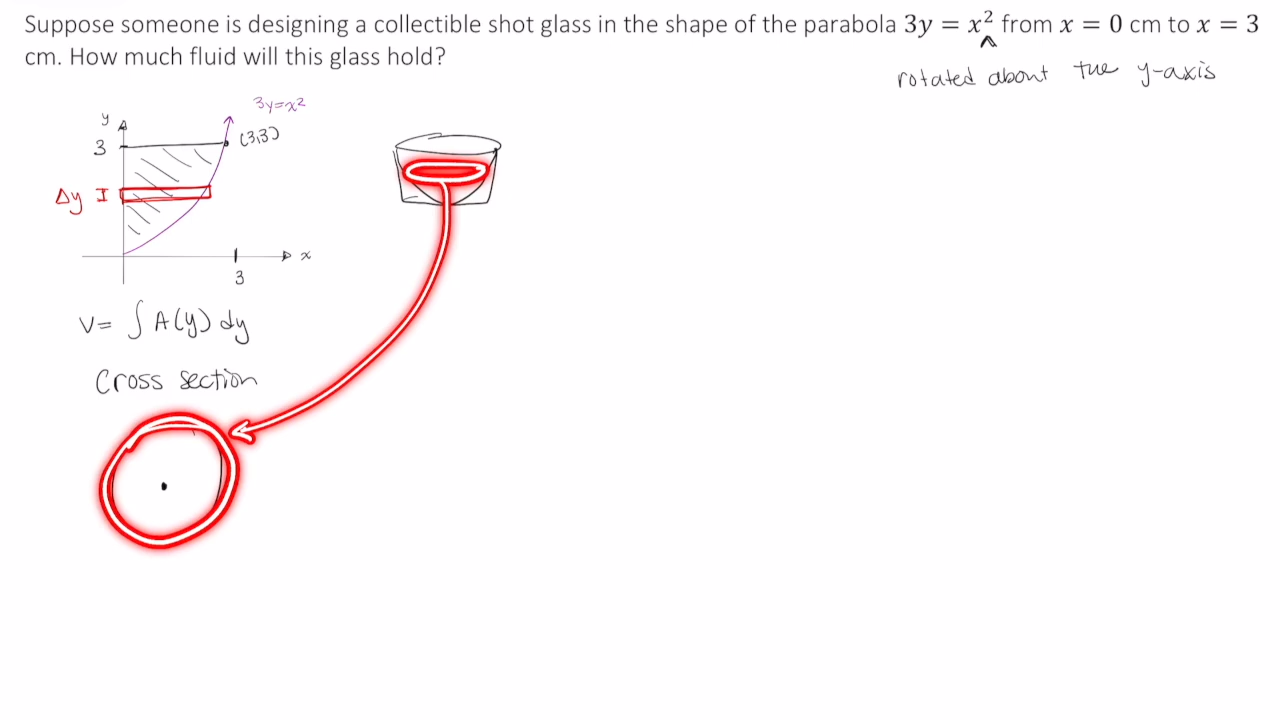 Suppose someone is designing a collectible shot glass in the shape of the parabola 3𝑦 = 𝑥² from 𝑥 = 0 cm to 𝑥 = 3
cm. How much fluid will this glass hold?
^
rotated about the y-axis
3y=x²
y
3
(3,3)
Δy
x
3
V= ∫ A(y) dy
Cross section